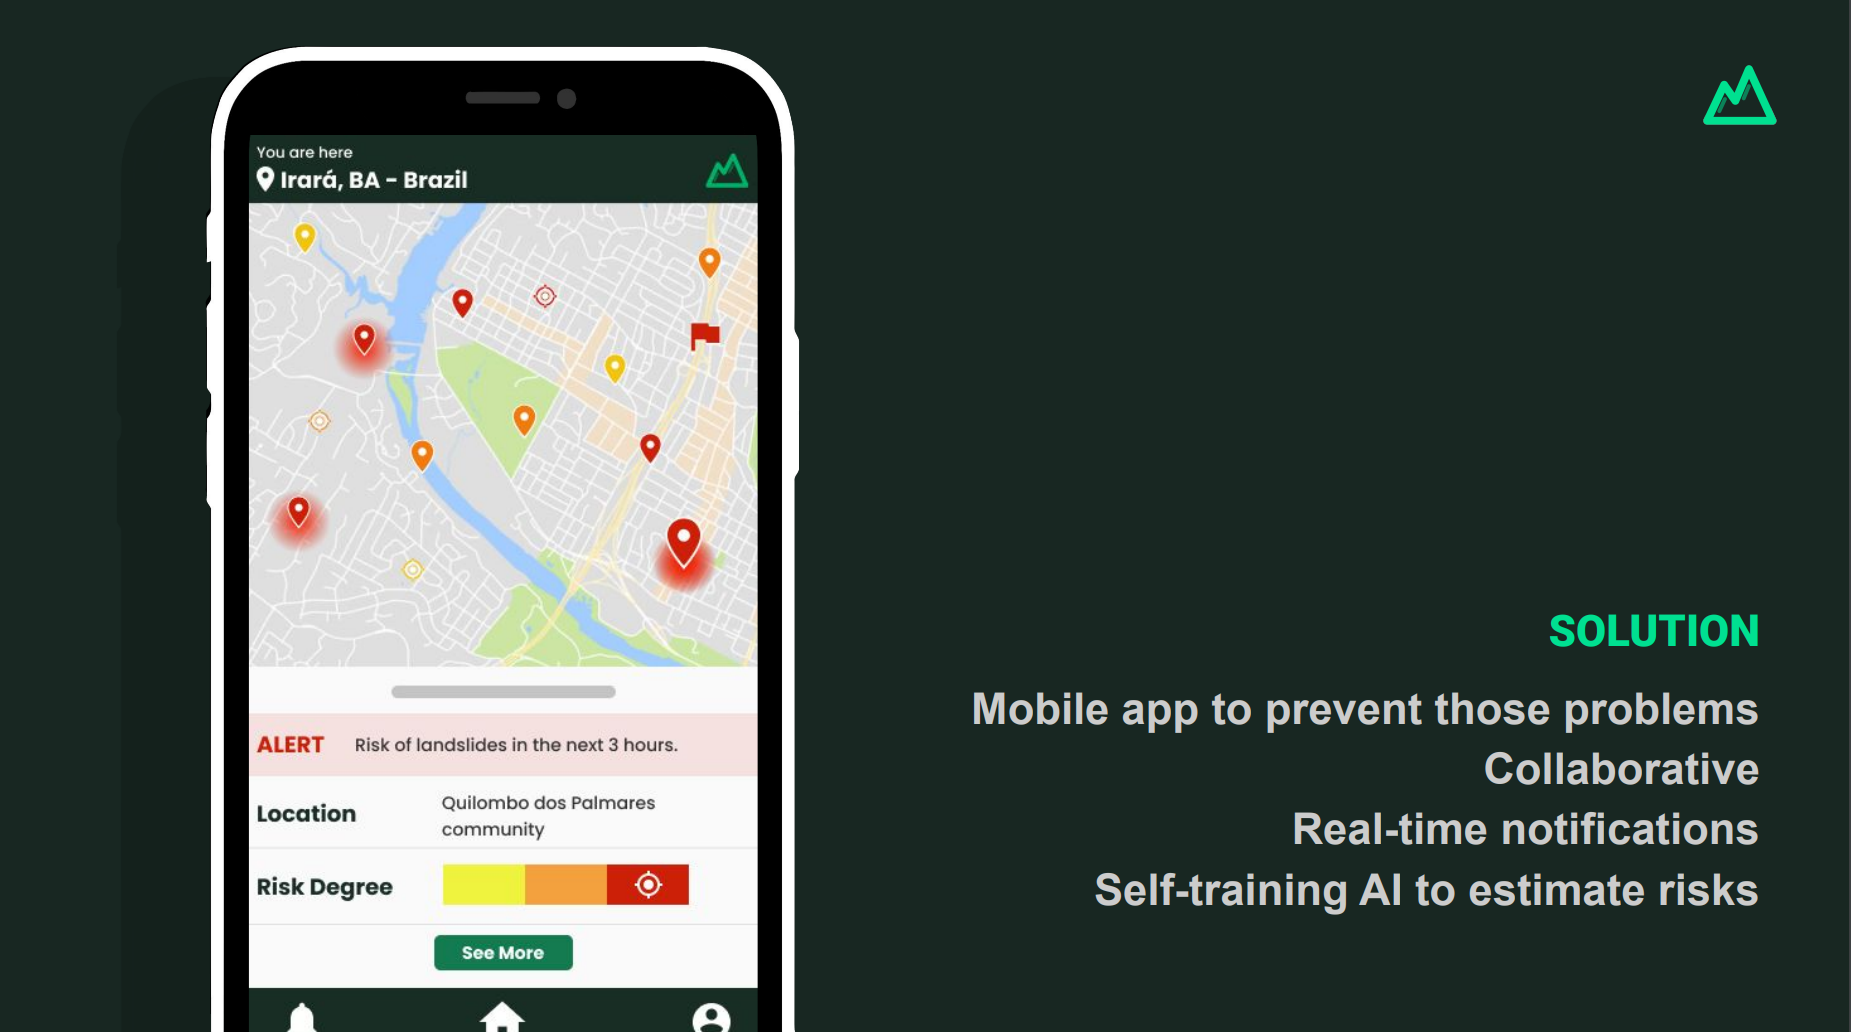 You are here
Irará, BA - Brazil
ALERT Risk of landslides in the next 3 hours.
Location Quilombo dos Palmares
community
Risk Degree
See More
SOLUTION
Mobile app to prevent those problems
Collaborative
Real-time notifications
Self-training AI to estimate risks